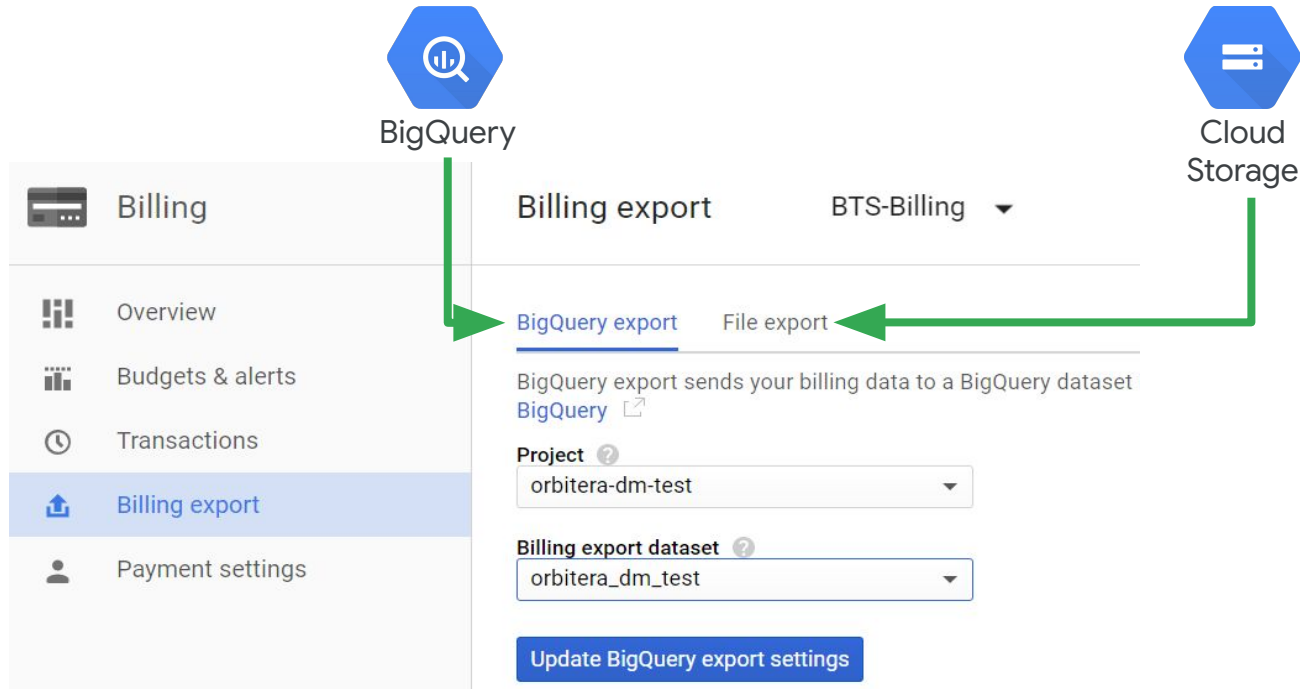 BigQuery
Cloud
Storage
Billing
Overview
Budgets & alerts
Transactions
Billing export
Payment settings
Billing export
BTS-Billing
BigQuery export
File export
BigQuery export sends your billing data to a BigQuery dataset
BigQuery
Project ?
orbitera-dm-test
Billing export dataset ?
orbitera_dm_test
Update BigQuery export settings